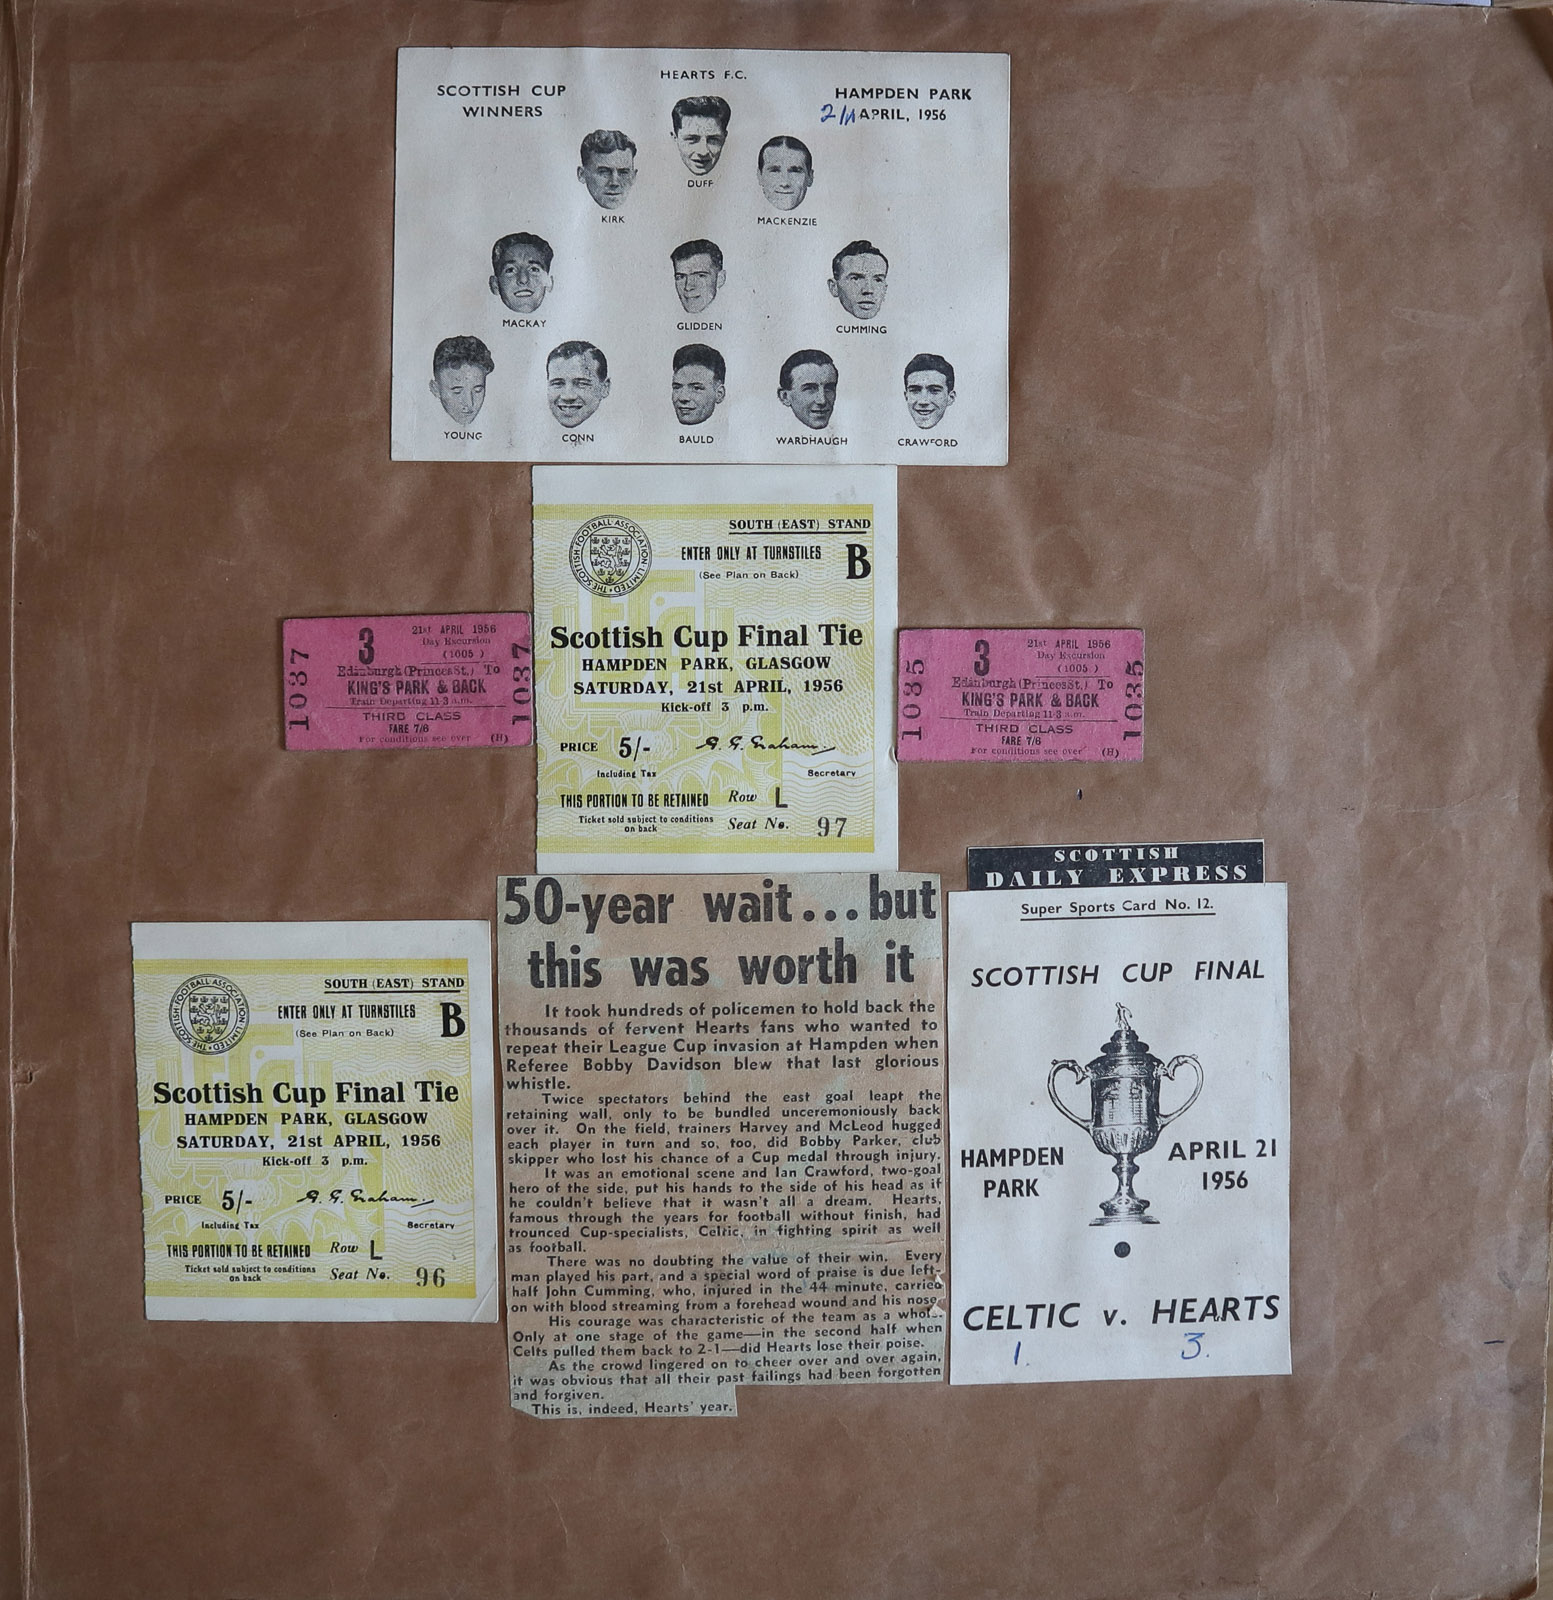 HEARTS F.C.
SCOTTISH CUP
WINNERS
HAMPDEN PARK
21 APRIL, 1956
DUFF
KIRK
MACKENZIE
MACKAY
GLIDDEN
CUMMING
YOUNG
CONN
BAULD
WARDHAUGH
CRAWFORD
THE SCOTTISH FOOTBALL ASSOCIATION LIMITED
SOUTH (EAST) STAND
ENTER ONLY AT TURNSTILES B
(See Plan on Back)
Scottish Cup Final Tie
HAMPDEN PARK, GLASGOW
SATURDAY, 21st APRIL, 1956
Kick-off 3 p.m.
PRICE 5/-
Including Tax
Secretary
THIS PORTION TO BE RETAINED Row L
Ticket sold subject to conditions
on back
Seat No. 97
1037
3
21st APRIL 1956
Day Excursion
(1005)
Edinburgh (Princes St.) To
KING'S PARK & BACK
Train Departing 11-3 a.m.
THIRD CLASS
FARE 7/6
For conditions see over (H)
1037
1035
3
21st APRIL 1956
Day Excursion
(1005)
Edinburgh (Princes St.) To
KING'S PARK & BACK
Train Departing 11-3 a.m.
THIRD CLASS
FARE 7/6
For conditions see over (H)
1035
THE SCOTTISH FOOTBALL ASSOCIATION LIMITED
SOUTH (EAST) STAND
ENTER ONLY AT TURNSTILES B
(See Plan on Back)
Scottish Cup Final Tie
HAMPDEN PARK, GLASGOW
SATURDAY, 21st APRIL, 1956
Kick-off 3 p.m.
PRICE 5/-
Including Tax
Secretary
THIS PORTION TO BE RETAINED Row L
Ticket sold subject to conditions
on back
Seat No. 96
50-year wait...but
this was worth it
It took hundreds of policemen to hold back the
thousands of fervent Hearts fans who wanted to
repeat their League Cup invasion at Hampden when
Referee Bobby Davidson blew that last glorious
whistle.
Twice spectators behind the east goal leapt the
retaining wall, only to be bundled unceremoniously back
over it. On the field, trainers Harvey and McLeod hugged
each player in turn and so, too, did Bobby Parker, club
skipper who lost his chance of a Cup medal through injury.
It was an emotional scene and Ian Crawford, two-goal
hero of the side, put his hands to the side of his head as if
he couldn't believe that it wasn't all a dream. Hearts,
famous through the years for football without finish, had
trounced Cup-specialists, Celtic, in fighting spirit as well
as football.
There was no doubting the value of their win. Every
man played his part, and a special word of praise is due left-
half John Cumming, who, injured in the 44 minute, carried
on with blood streaming from a forehead wound and his nose.
His courage was characteristic of the team as a whole.
Only at one stage of the game—in the second half when
Celts pulled them back to 2-1—did Hearts lose their poise.
As the crowd lingered on to cheer over and over again,
it was obvious that all their past failings had been forgotten
and forgiven.
This is, indeed, Hearts' year.
SCOTTISH
DAILY EXPRESS
Super Sports Card No. 12.
SCOTTISH CUP FINAL
HAMPDEN
PARK
APRIL 21
1956
CELTIC v. HEARTS
1. 3.